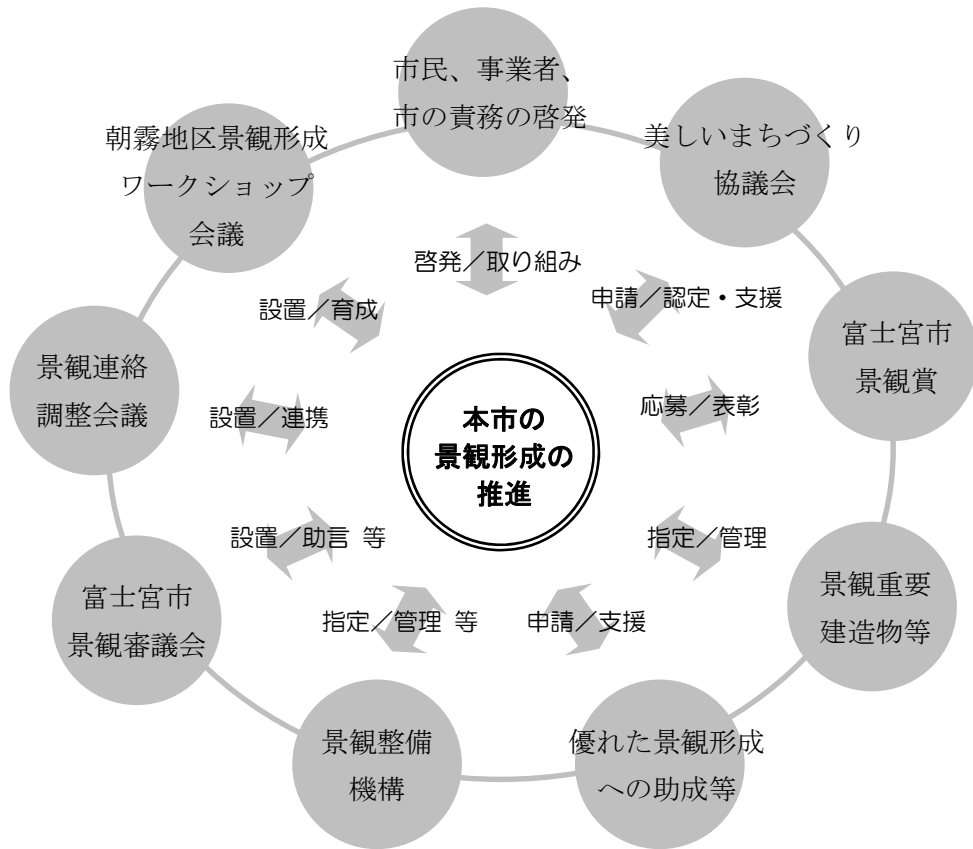 市民、事業者、
市の責務の啓発
美しいまちづくり
協議会
富士宮市
景観賞
景観重要
建造物等
優れた景観形成
への助成等
景観整備
機構
富士宮市
景観審議会
景観連絡
調整会議
朝霧地区景観形成
ワークショップ
会議
啓発／取り組み
申請／認定・支援
応募／表彰
指定／管理
申請／支援
指定／管理 等
設置／助言 等
設置／連携
設置／育成
本市の
景観形成の
推進